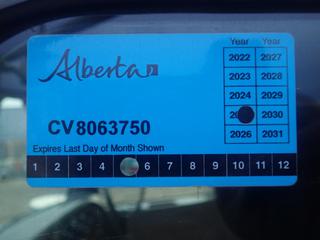 Year Year
Alberta
2022 2027
2023 2028
2024 2029
2030
CV8063750
2026 2031
Expires Last Day of Month Shown
1 2 3 4 6 7 8 9 10 11 12